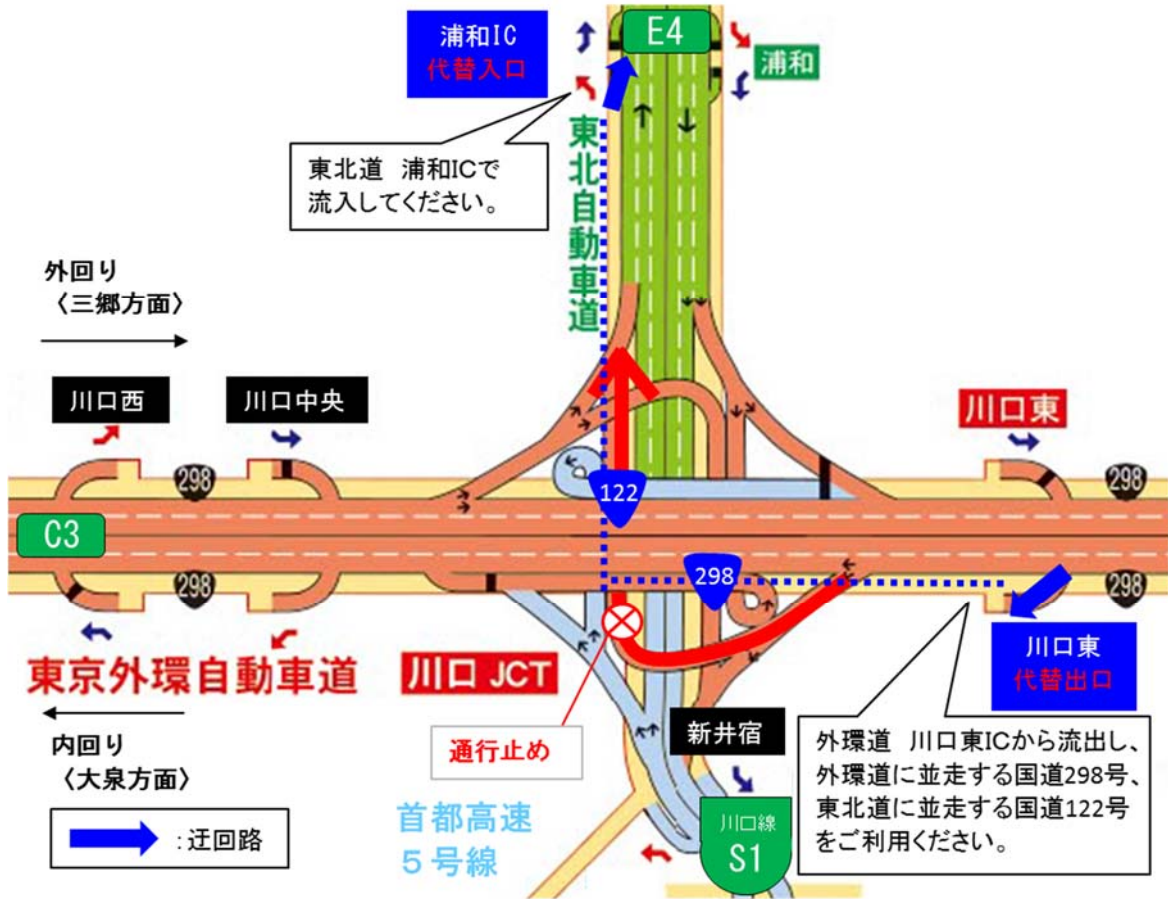 浦和IC
代替入口
E4
浦和
東北道 浦和ICで
流入してください。
東北自動車道
外回り
〈三郷方面〉
川口西
川口中央
川口東
298
122
298
C3
298
298
298
川口東
代替出口
東京外環自動車道
川口 JCT
内回り
〈大泉方面〉
通行止め
新井宿
外環道 川口東ICから流出し、
外環道に並走する国道298号、
東北道に並走する国道122号
をご利用ください。
:迂回路
首都高速
5号線
川口線
S1